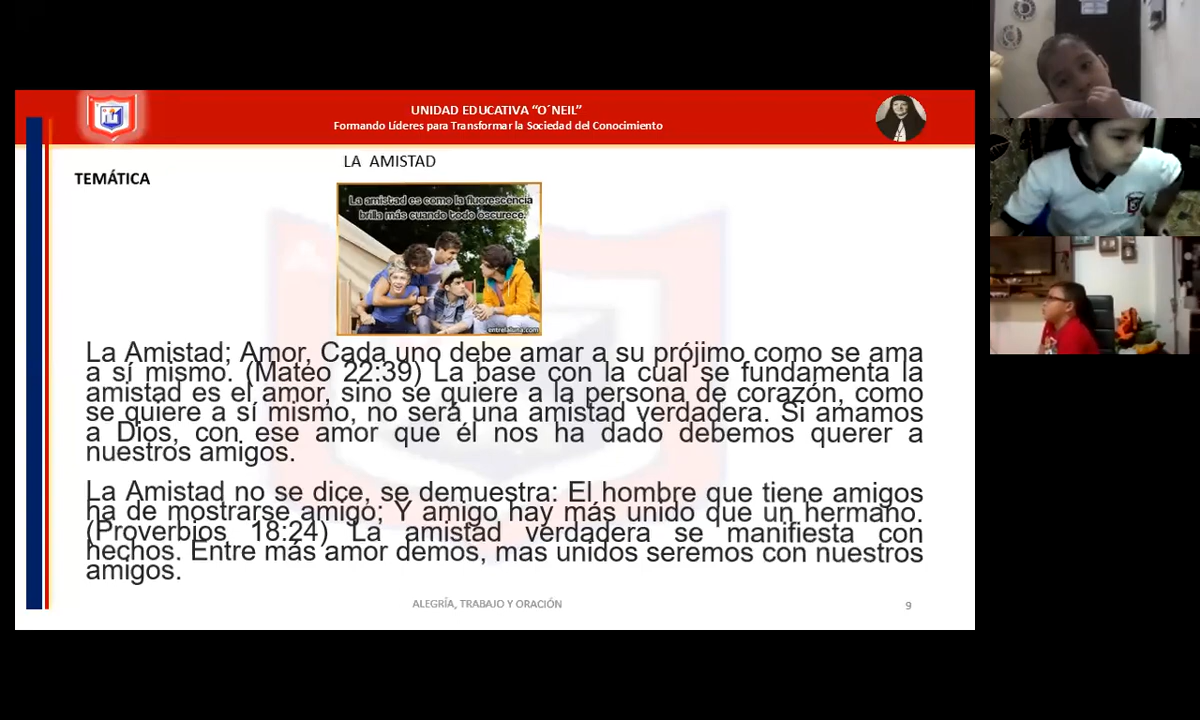 UNIDAD EDUCATIVA “O´NEIL”
Formando Líderes para Transformar la Sociedad del Conocimiento
LA AMISTAD
TEMÁTICA
La amistad es como la fluorescencia
brilla más cuando todo oscurece.
entrelaluna.com
La Amistad; Amor, Cada uno debe amar a su prójimo como se ama
a sí mismo. (Mateo 22:39) La base con la cual se fundamenta la
amistad es el amor, sino se quiere a la persona de corazón, como
se quiere a sí mismo, no será una amistad verdadera. Si amamos
a Dios, con ese amor que él nos ha dado debemos querer a
nuestros amigos.
La Amistad no se dice, se demuestra: El hombre que tiene amigos
ha de mostrarse amigo; Y amigo hay más unido que un hermano.
(Proverbios 18:24) La amistad verdadera se manifiesta con
hechos. Entre más amor demos, mas unidos seremos con nuestros
amigos.
ALEGRÍA, TRABAJO Y ORACIÓN
9